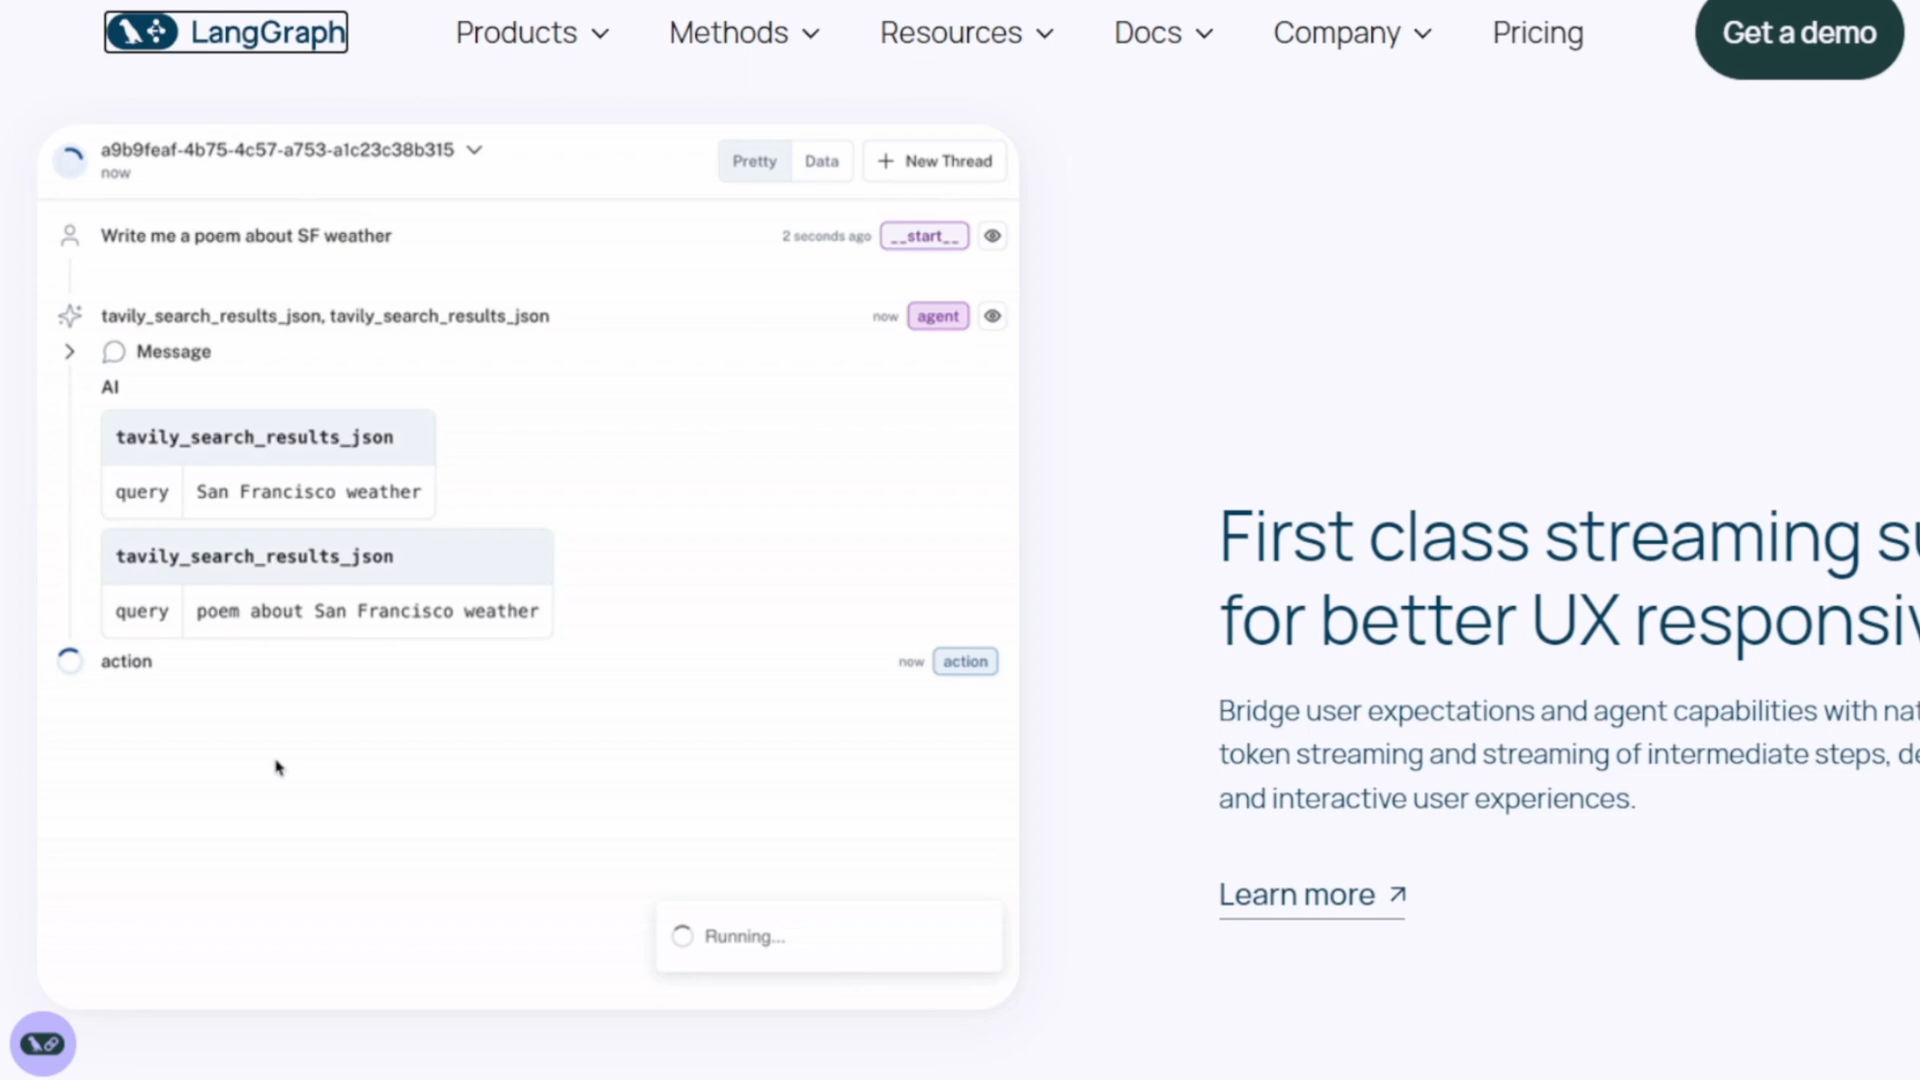 LangGraph
Products
Methods
Resources
Docs
Company
Pricing
Get a demo
a9b9feaf-4b75-4c57-a753-a1c23c38b315
now
Pretty
Data
New Thread
Write me a poem about SF weather
2 seconds ago
__start__
tavily_search_results_json, tavily_search_results_json
now
agent
Message
AI
tavily_search_results_json
query
San Francisco weather
tavily_search_results_json
query
poem about San Francisco weather
action
now
action
Running...
First class streaming
for better UX
Bridge user expectations and agent capabilities with
token streaming and streaming of intermediate steps,
and interactive user experiences.
Learn more